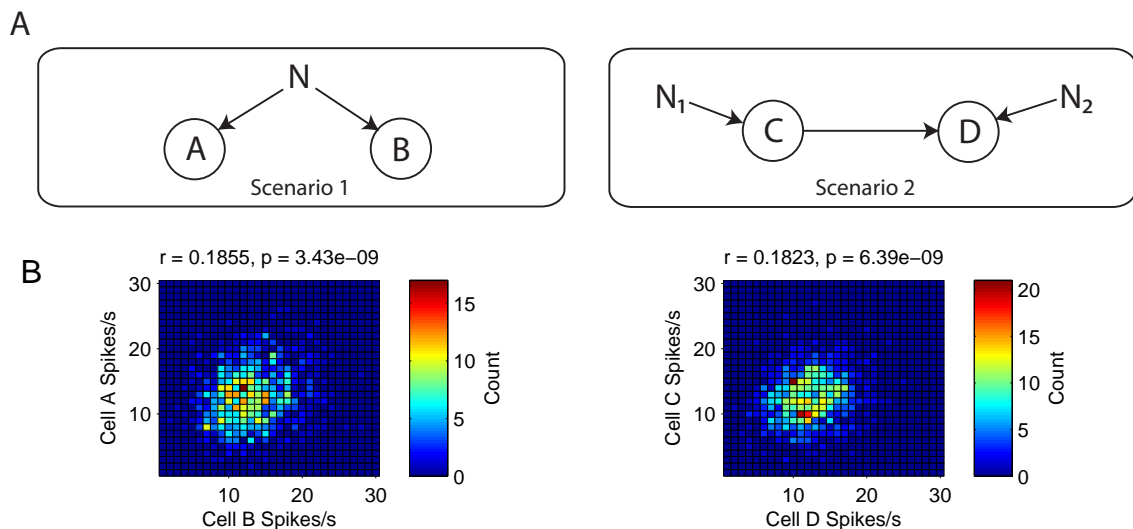 A
N
A
B
Scenario 1
N1
C
D
N2
Scenario 2
B
r = 0.1855, p = 3.43e−09
30
20
10
Cell A Spikes/s
10
20
30
Cell B Spikes/s
15
10
5
0
Count
r = 0.1823, p = 6.39e−09
30
20
10
Cell C Spikes/s
10
20
30
Cell D Spikes/s
20
15
10
5
0
Count